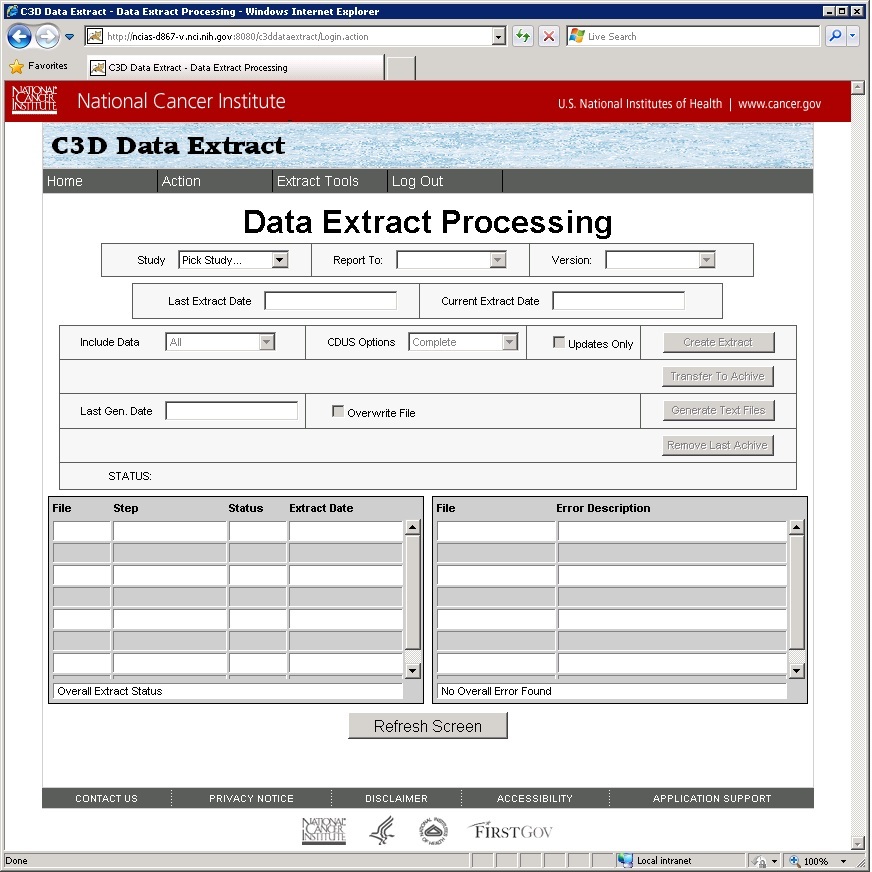 C3D Data Extract - Data Extract Processing - Windows Internet Explorer
http://ncias-d867-v.nci.nih.gov:8080/c3ddataextract/Login.action
Live Search
Favorites
C3D Data Extract - Data Extract Processing
NATIONAL CANCER INSTITUTE
National Cancer Institute
U.S. National Institutes of Health | www.cancer.gov
C3D Data Extract
Home Action Extract Tools Log Out
Data Extract Processing
Study Pick Study... Report To: Version:
Last Extract Date Current Extract Date
Include Data All CDUS Options Complete Updates Only Create Extract
Transfer To Achive
Last Gen. Date Overwrite File Generate Text Files
Remove Last Achive
STATUS:
File Step Status Extract Date File Error Description
Overall Extract Status No Overall Error Found
Refresh Screen
CONTACT US PRIVACY NOTICE DISCLAIMER ACCESSIBILITY APPLICATION SUPPORT
NATIONAL CANCER INSTITUTE FIRSTGOV
Done Local intranet 100%